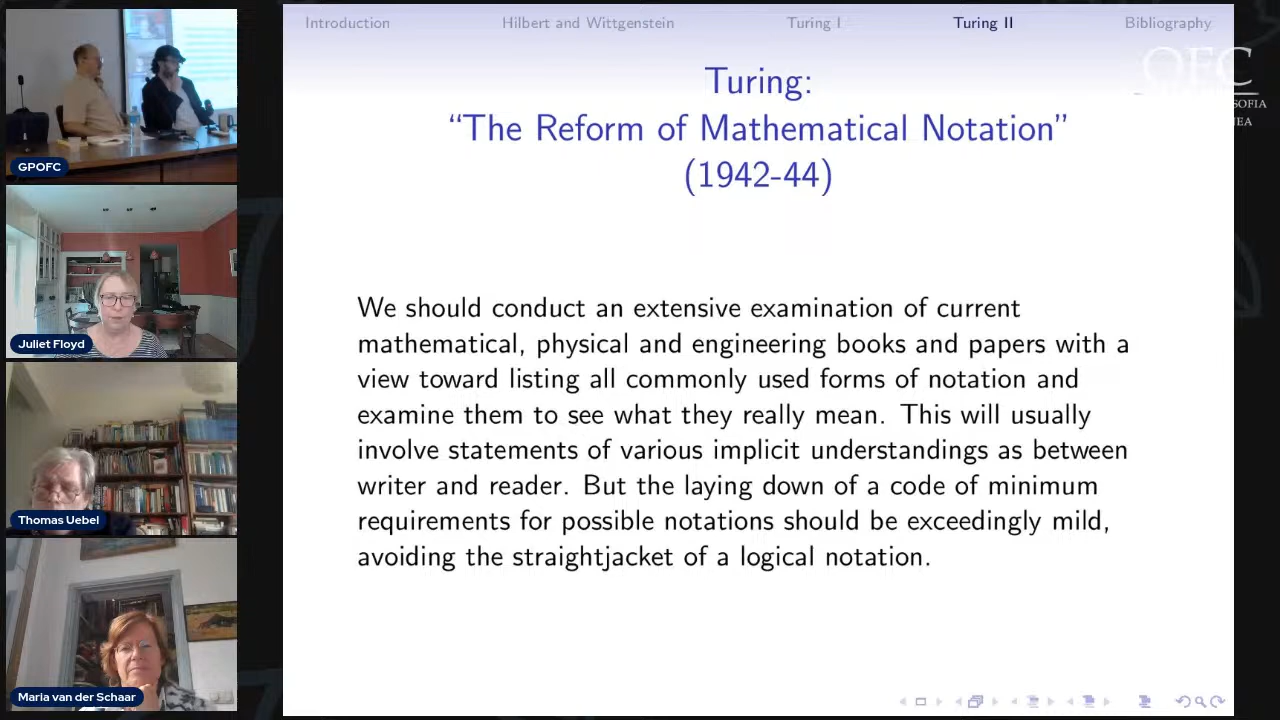 Introduction
Hilbert and Wittgenstein
Turing I
Turing II
Bibliography
OFC
SOFIA
NEA
Turing:
“The Reform of Mathematical Notation”
(1942-44)
We should conduct an extensive examination of current
mathematical, physical and engineering books and papers with a
view toward listing all commonly used forms of notation and
examine them to see what they really mean. This will usually
involve statements of various implicit understandings as between
writer and reader. But the laying down of a code of minimum
requirements for possible notations should be exceedingly mild,
avoiding the straightjacket of a logical notation.
GPOFC
Juliet Floyd
Thomas Uebel
Maria van der Schaar